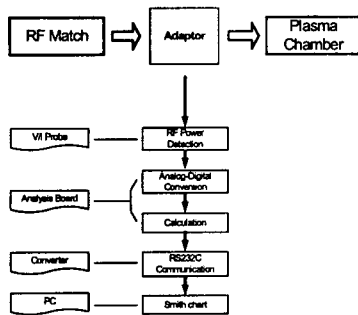 RF Match
Adaptor
Plasma
Chamber
V/I Probe
RF Power
Detection
Analog-Digital
Conversion
Analysis Board
Calculation
Converter
RS232C
Communication
PC
Smith chart